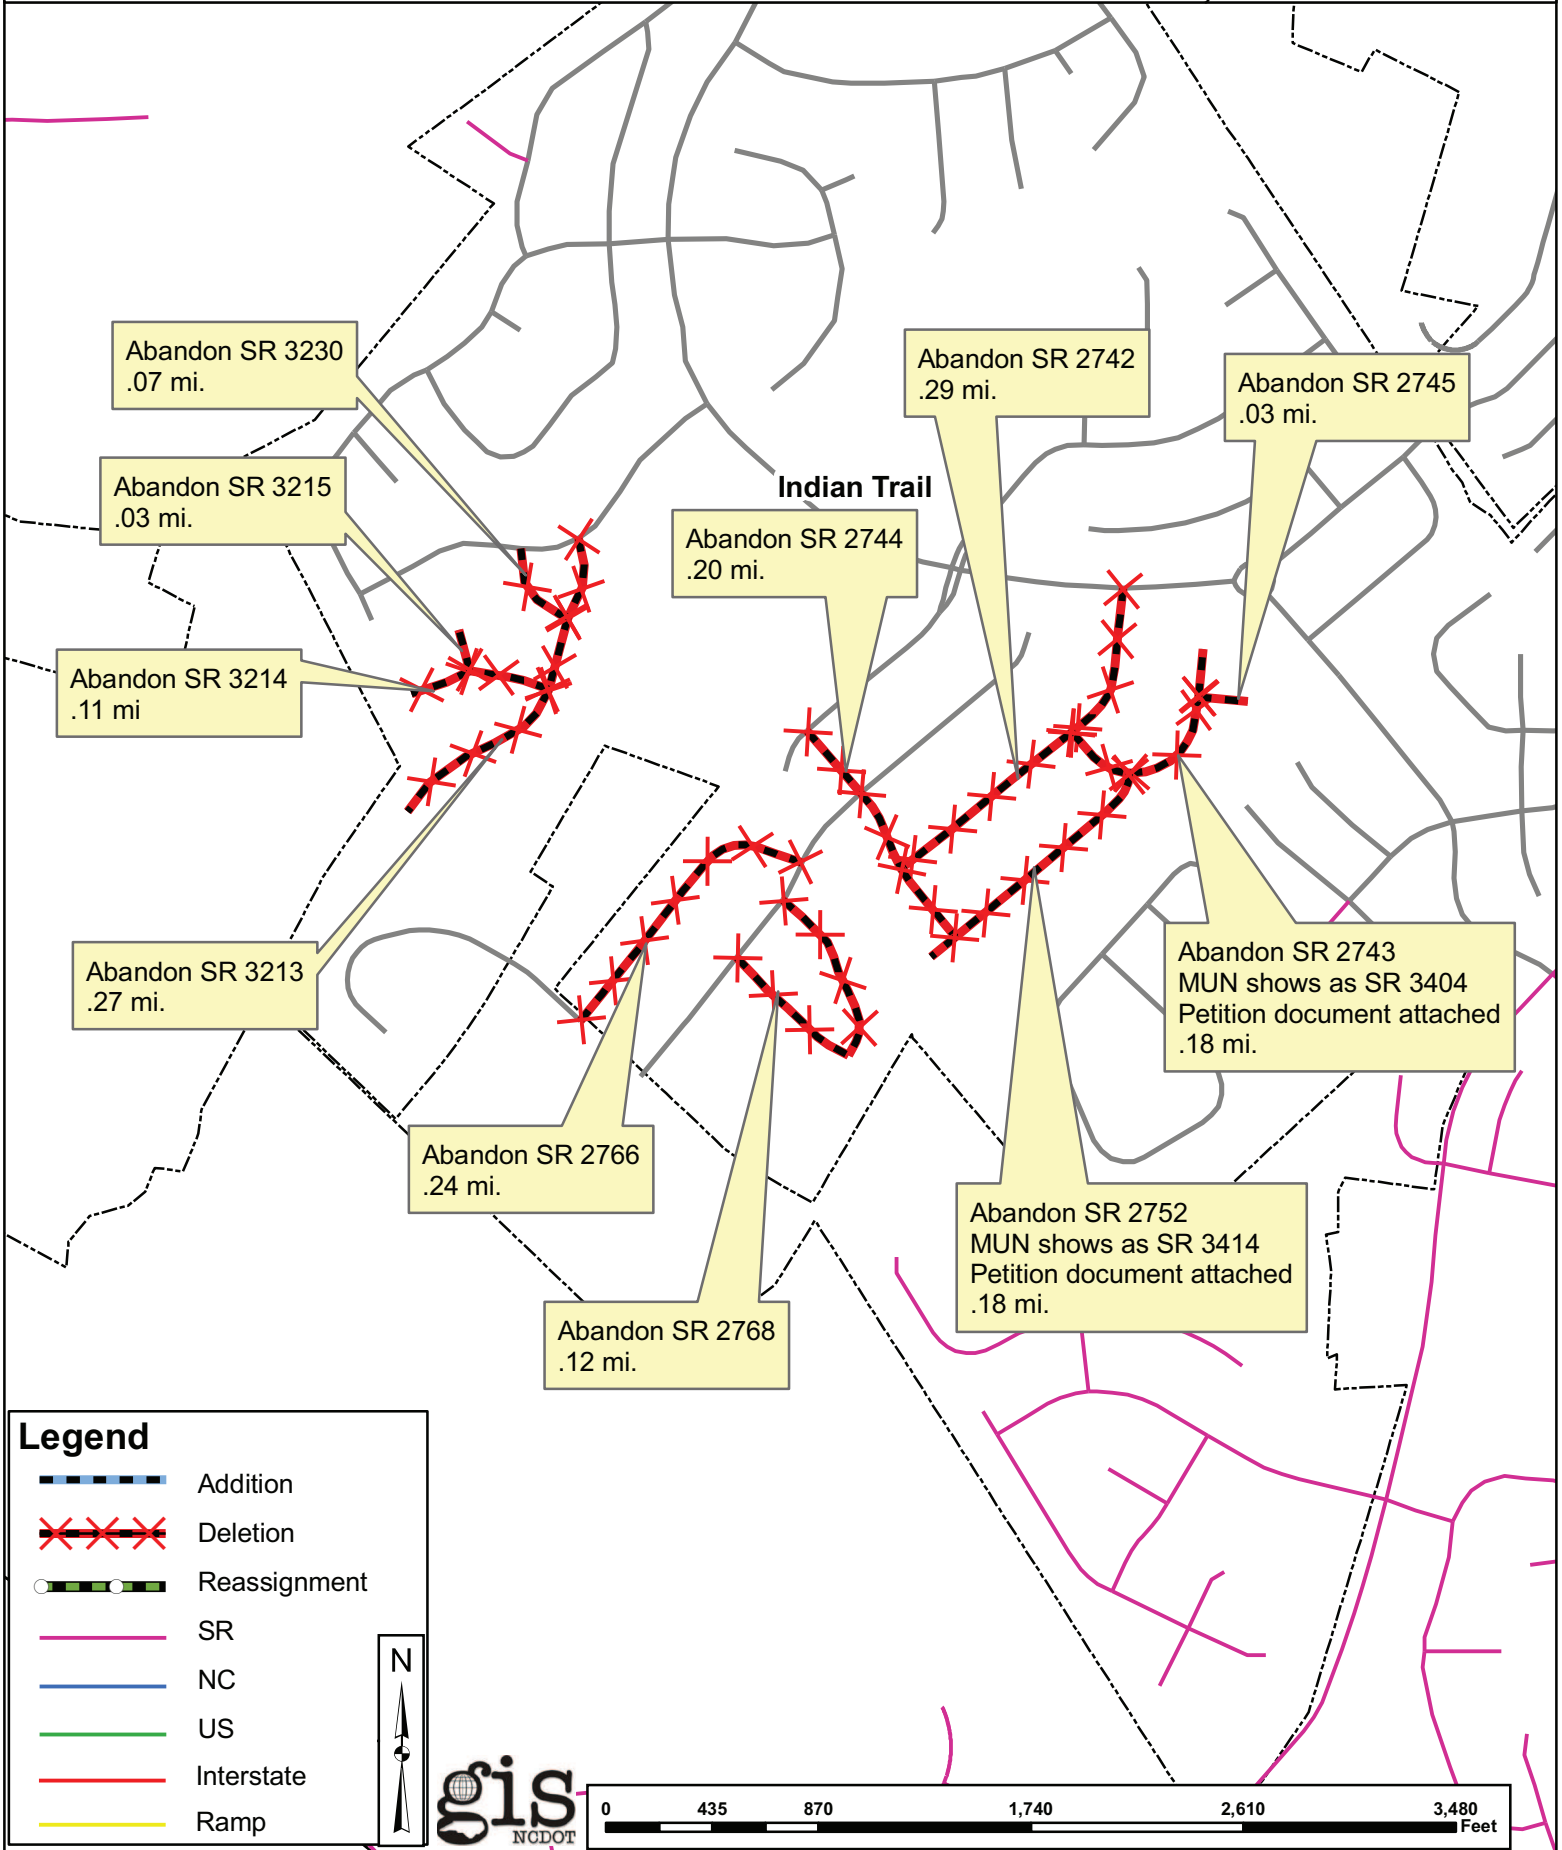 Abandon SR 3230
.07 mi.
Abandon SR 2742
.29 mi.
Abandon SR 2745
.03 mi.
Abandon SR 3215
.03 mi.
Indian Trail
Abandon SR 2744
.20 mi.
Abandon SR 3214
.11 mi
Abandon SR 3213
.27 mi.
Abandon SR 2743
MUN shows as SR 3404
Petition document attached
.18 mi.
Abandon SR 2766
.24 mi.
Abandon SR 2752
MUN shows as SR 3414
Petition document attached
.18 mi.
Abandon SR 2768
.12 mi.
Legend
Addition
Deletion
Reassignment
SR
NC
US
Interstate
Ramp
N
gis
NCDOT
0 435 870 1,740 2,610 3,480
Feet